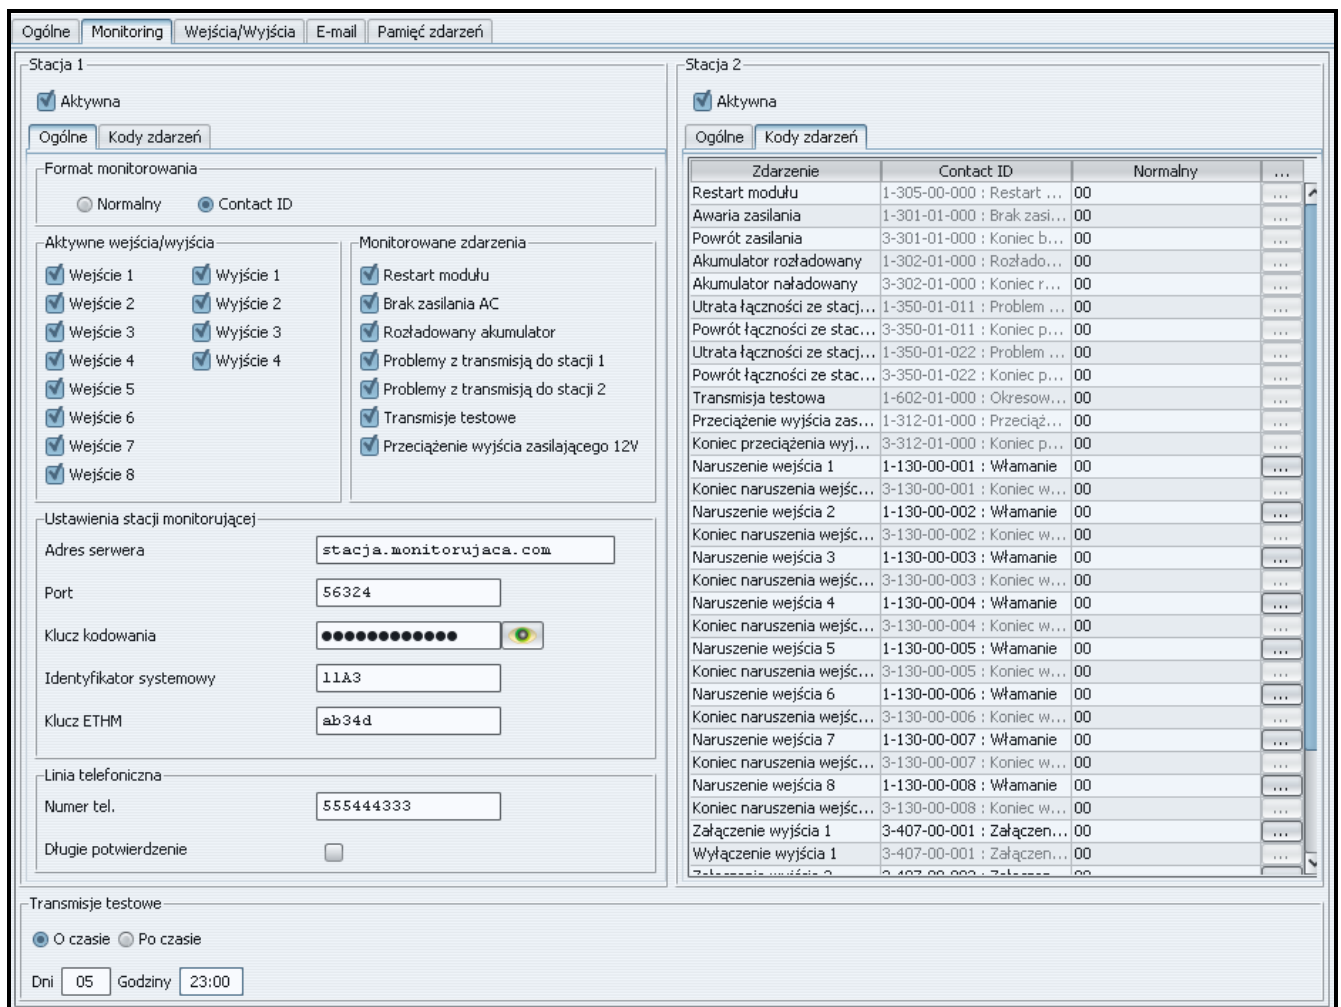 Ogólne Monitoring Wejścia/Wyjścia E-mail Pamięć zdarzeń
Stacja 1
Aktywna
Ogólne Kody zdarzeń
Format monitorowania
Normalny Contact ID
Aktywne wejścia/wyjścia
Wejście 1 Wyjście 1
Wejście 2 Wyjście 2
Wejście 3 Wyjście 3
Wejście 4 Wyjście 4
Wejście 5
Wejście 6
Wejście 7
Wejście 8
Monitorowane zdarzenia
Restart modułu
Brak zasilania AC
Rozładowany akumulator
Problemy z transmisją do stacji 1
Problemy z transmisją do stacji 2
Transmisje testowe
Przeciążenie wyjścia zasilającego 12V
Ustawienia stacji monitorującej
Adres serwera stacja.monitorujaca.com
Port 56324
Klucz kodowania ●●●●●●●●●●●●
Identyfikator systemowy 11A3
Klucz ETHM ab34d
Linia telefoniczna
Numer tel. 555444333
Długie potwierdzenie
Stacja 2
Aktywna
Ogólne Kody zdarzeń
Zdarzenie Contact ID Normalny ...
Restart modułu 1-305-00-000 : Restart ... 00 ...
Awaria zasilania 1-301-01-000 : Brak zasi... 00 ...
Powrót zasilania 3-301-01-000 : Koniec b... 00 ...
Akumulator rozładowany 1-302-01-000 : Rozłado... 00 ...
Akumulator naładowany 3-302-01-000 : Koniec r... 00 ...
Utrata łączności ze stacj... 1-350-01-011 : Problem ... 00 ...
Powrót łączności ze stac... 3-350-01-011 : Koniec p... 00 ...
Utrata łączności ze stacj... 1-350-01-022 : Problem ... 00 ...
Powrót łączności ze stac... 3-350-01-022 : Koniec p... 00 ...
Transmisja testowa 1-602-01-000 : Okresow... 00 ...
Przeciążenie wyjścia zas... 1-312-01-000 : Przeciąż... 00 ...
Koniec przeciążenia wyj... 3-312-01-000 : Koniec p... 00 ...
Naruszenie wejścia 1 1-130-00-001 : Włamanie 00 ...
Koniec naruszenia wejśc... 3-130-00-001 : Koniec w... 00 ...
Naruszenie wejścia 2 1-130-00-002 : Włamanie 00 ...
Koniec naruszenia wejśc... 3-130-00-002 : Koniec w... 00 ...
Naruszenie wejścia 3 1-130-00-003 : Włamanie 00 ...
Koniec naruszenia wejśc... 3-130-00-003 : Koniec w... 00 ...
Naruszenie wejścia 4 1-130-00-004 : Włamanie 00 ...
Koniec naruszenia wejśc... 3-130-00-004 : Koniec w... 00 ...
Naruszenie wejścia 5 1-130-00-005 : Włamanie 00 ...
Koniec naruszenia wejśc... 3-130-00-005 : Koniec w... 00 ...
Naruszenie wejścia 6 1-130-00-006 : Włamanie 00 ...
Koniec naruszenia wejśc... 3-130-00-006 : Koniec w... 00 ...
Naruszenie wejścia 7 1-130-00-007 : Włamanie 00 ...
Koniec naruszenia wejśc... 3-130-00-007 : Koniec w... 00 ...
Naruszenie wejścia 8 1-130-00-008 : Włamanie 00 ...
Koniec naruszenia wejśc... 3-130-00-008 : Koniec w... 00 ...
Załączenie wyjścia 1 3-407-00-001 : Załączen... 00 ...
Wyłączenie wyjścia 1 3-407-00-001 : Załączen... 00 ...
Transmisje testowe
O czasie Po czasie
Dni 05 Godziny 23:00